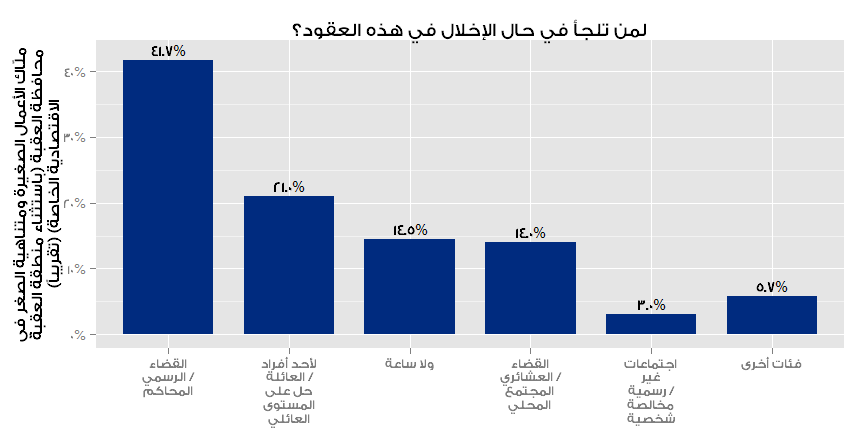 لمن تلجأ في حال الإخلال في هذه العقود؟
ملّاك الأعمال الصغيرة ومتناهية الصغر في
محافظة العقبة (باستثناء منطقة العقبة
الاقتصادية الخاصة) (تقريباً)
٤٠%
٣٠%
٢٠%
١٠%
٠%
٤١.٧%
٢١.٠%
١٤.٥%
١٤.٠%
٣.٠%
٥.٧%
القضاء
الرسمي /
المحاكم
لأحد أفراد
العائلة /
حل على
المستوى
العائلي
ولا ساعة
القضاء
العشائري /
المجتمع
المحلي
اجتماعات
غير
رسمية /
مخالصة
شخصية
فئات أخرى